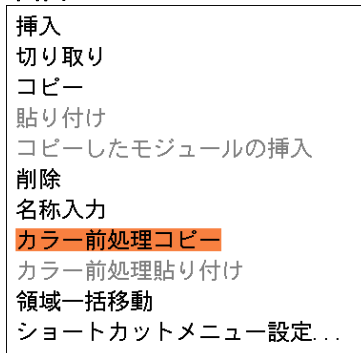 挿入
切り取り
コピー
貼り付け
コピーしたモジュールの挿入
削除
名称入力
カラー前処理コピー
カラー前処理貼り付け
領域一括移動
ショートカットメニュー設定...